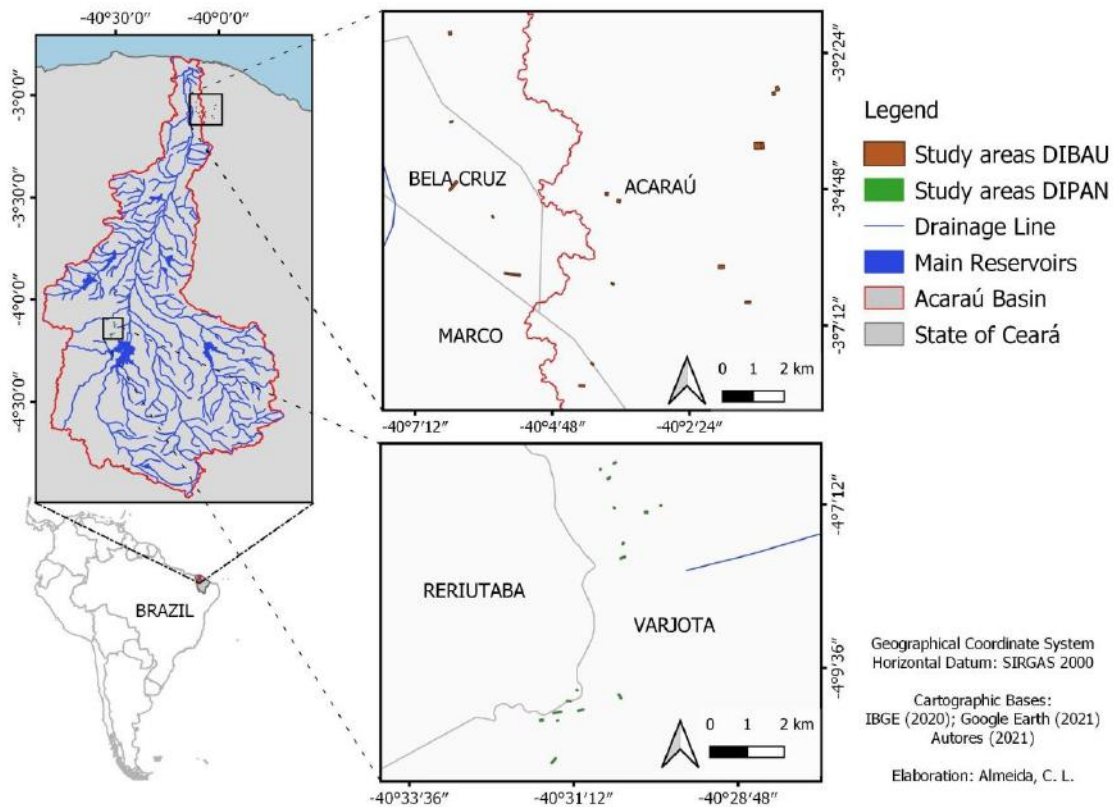 -40°30'0"
-40°0'0"
-3°0'0"
-3°30'0"
-4°0'0"
-4°30'0"
BRAZIL
BELA CRUZ
ACARAÚ
MARCO
0 1 2 km
-3°2'24"
-3°4'48"
-3°7'12"
-40°7'12"
-40°4'48"
-40°2'24"
RERIUTABA
VARJOTA
0 1 2 km
-4°7'12"
-4°9'36"
-40°33'36"
-40°31'12"
-40°28'48"
Legend
Study areas DIBAU
Study areas DIPAN
Drainage Line
Main Reservoirs
Acaraú Basin
State of Ceará
Geographical Coordinate System
Horizontal Datum: SIRGAS 2000
Cartographic Bases:
IBGE (2020); Google Earth (2021)
Autores (2021)
Elaboration: Almeida, C. L.